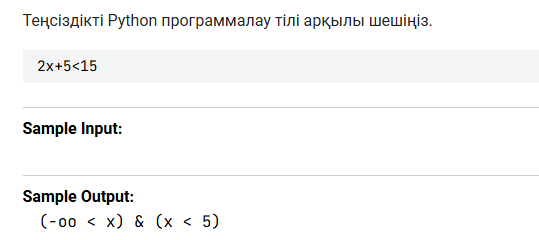 Теңсіздікті Python программалау тілі арқылы шешіңіз.
2x+5<15
Sample Input:
Sample Output:
(-oo < x) & (x < 5)